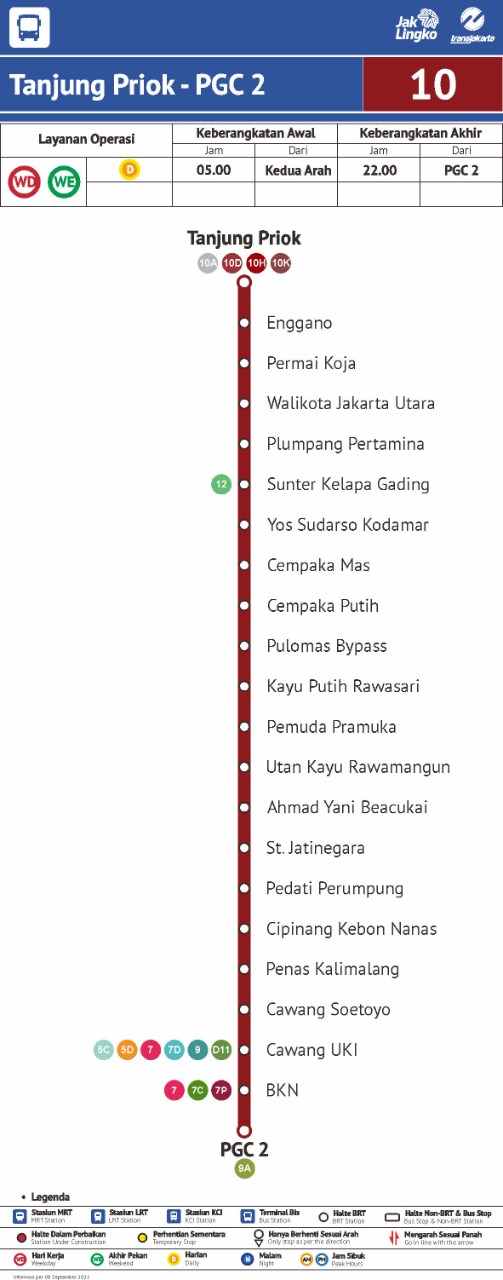 Jak
Lingko
transjakarta
Tanjung Priok - PGC 2
10
Layanan Operasi
Keberangkatan Awal
Keberangkatan Akhir
Jam
Dari
Jam
Dari
WD
WE
D
05.00
Kedua Arah
22.00
PGC 2
Tanjung Priok
10A 10D 10H 10K
Enggano
Permai Koja
Walikota Jakarta Utara
Plumpang Pertamina
12 Sunter Kelapa Gading
Yos Sudarso Kodamar
Cempaka Mas
Cempaka Putih
Pulomas Bypass
Kayu Putih Rawasari
Pemuda Pramuka
Utan Kayu Rawamangun
Ahmad Yani Beacukai
St. Jatinegara
Pedati Perumpung
Cipinang Kebon Nanas
Penas Kalimalang
Cawang Soetoyo
5C 5D 7 7D 9 D11 Cawang UKI
7 7C 7P BKN
PGC 2
9A
• Legenda
Stasiun MRT
MRT Station
Stasiun LRT
LRT Station
Stasiun KCI
KCI Station
Terminal Bis
Bus Station
Halte BRT
BRT Station
Halte Non-BRT & Bus Stop
Bus Stop & Non-BRT Station
Halte Dalam Perbaikan
Station Under Construction
Perhentian Sementara
Temporary Stop
Hanya Berhenti Sesuai Arah
Only stop as per the direction
Mengarah Sesuai Panah
Go in line with the arrow
WD Hari Kerja
Weekday
WE Akhir Pekan
Weekend
D Harian
Daily
N Malam
Night
AM PM Jam Sibuk
Peak Hours
Informasi per 09 September 2022